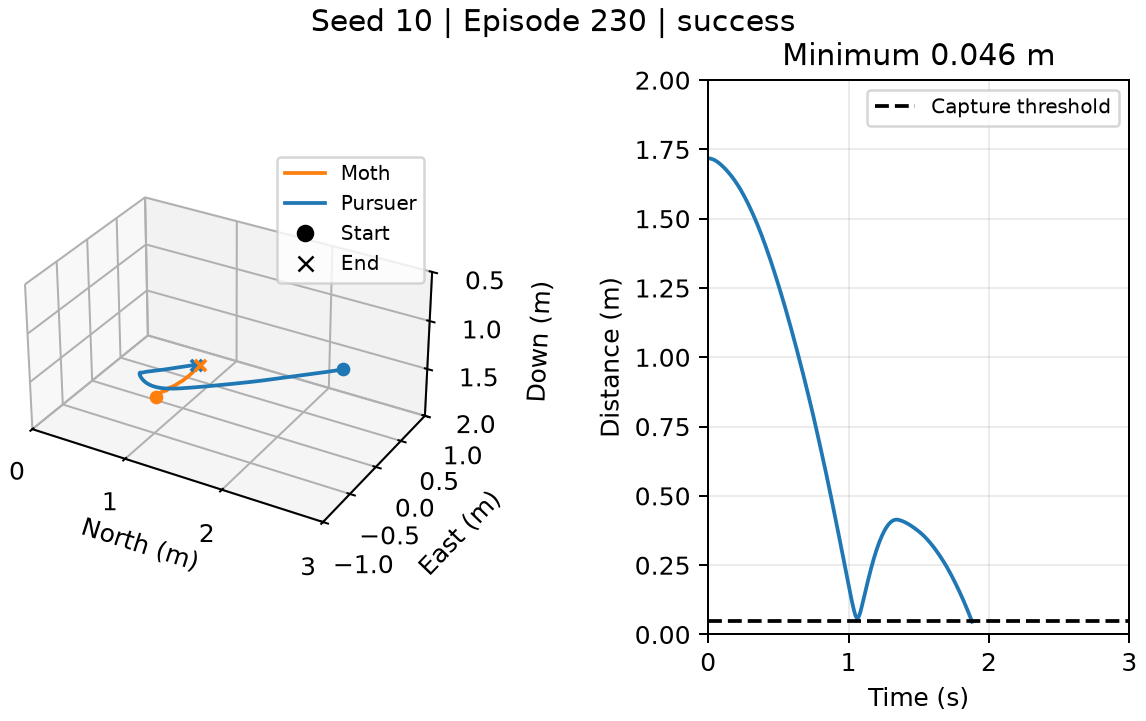 Seed 10 | Episode 230 | success
Moth
Pursuer
Start
End
0.5
1.0
1.5
2.0
Down (m)
0
1
2
3
North (m)
1.0
0.5
0.0
−0.5
−1.0
East (m)
Minimum 0.046 m
Capture threshold
2.00
1.75
1.50
1.25
1.00
0.75
0.50
0.25
0.00
Distance (m)
0 1 2 3
Time (s)